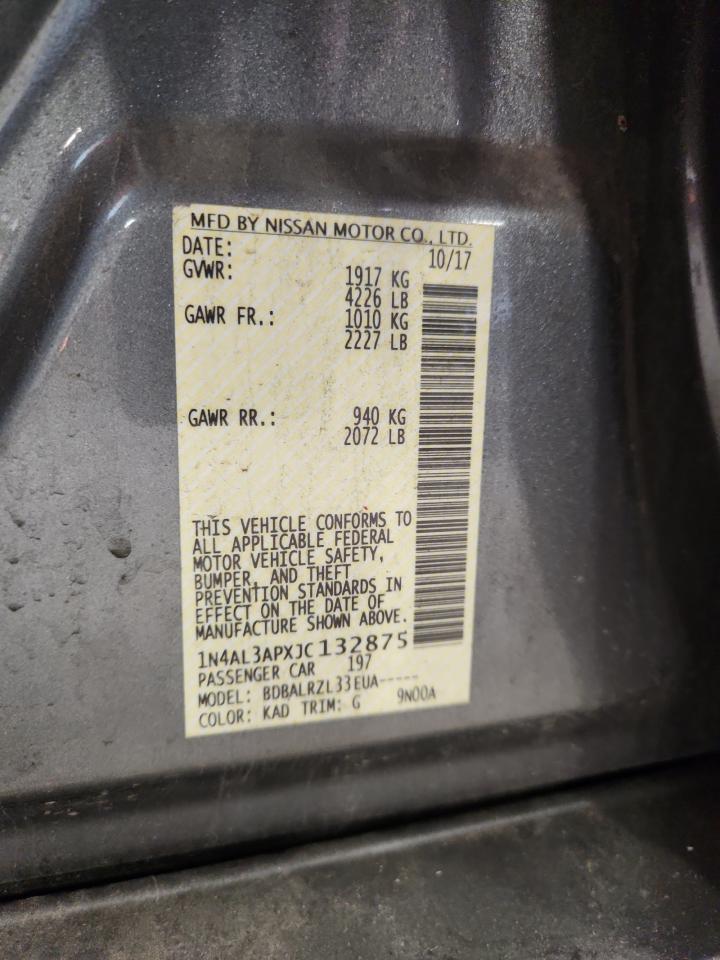 MFD BY NISSAN MOTOR CO., LTD.
DATE: 10/17
GVWR: 1917 KG
4226 LB
GAWR FR.: 1010 KG
2227 LB
GAWR RR.: 940 KG
2072 LB
THIS VEHICLE CONFORMS TO
ALL APPLICABLE FEDERAL
MOTOR VEHICLE SAFETY,
BUMPER, AND THEFT
PREVENTION STANDARDS IN
EFFECT ON THE DATE OF
MANUFACTURE SHOWN ABOVE.
1N4AL3APXJC132875
PASSENGER CAR 197
MODEL: BDBALRZL33EUA-----
COLOR: KAD TRIM: G 9N00A